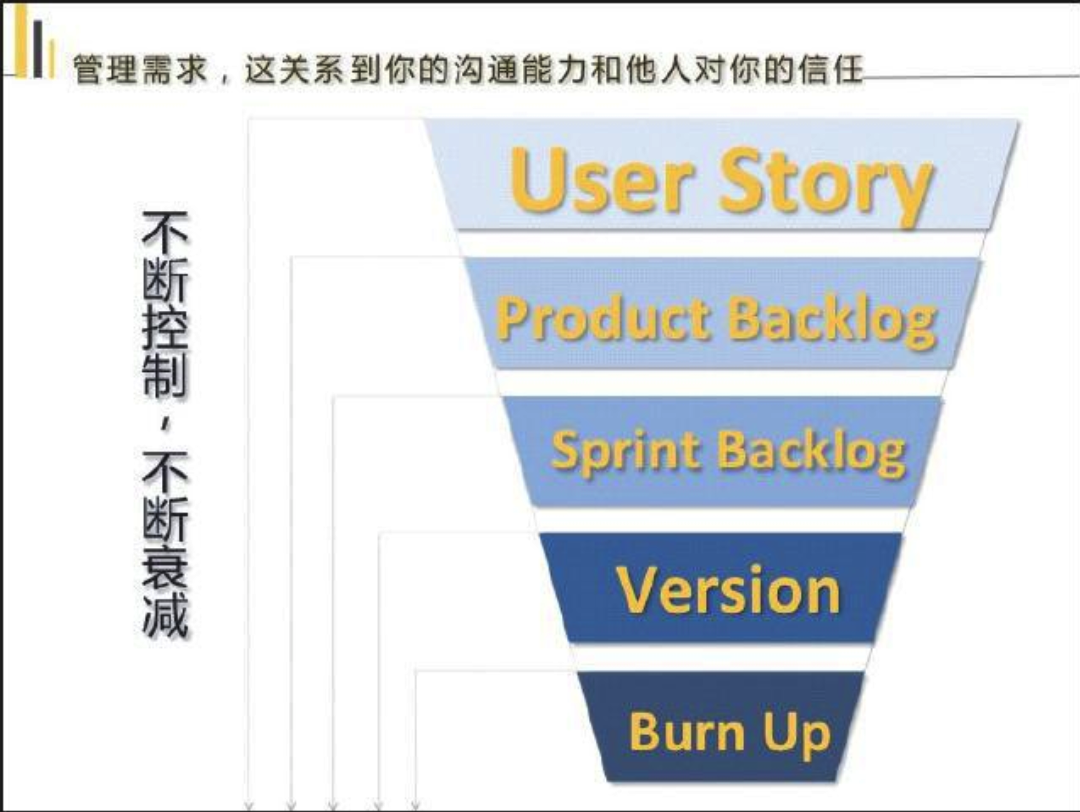 管理需求，这关系到你的沟通能力和他人对你的信任
不断控制，不断衰减
User Story
Product Backlog
Sprint Backlog
Version
Burn Up